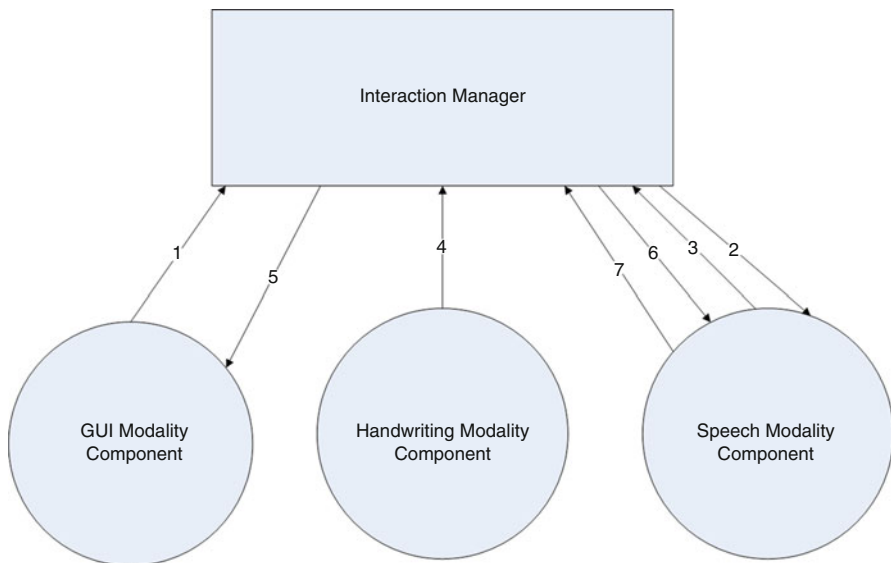 Interaction Manager
1
5
4
7
6
3
2
GUI Modality
Component
Handwriting Modality
Component
Speech Modality
Component